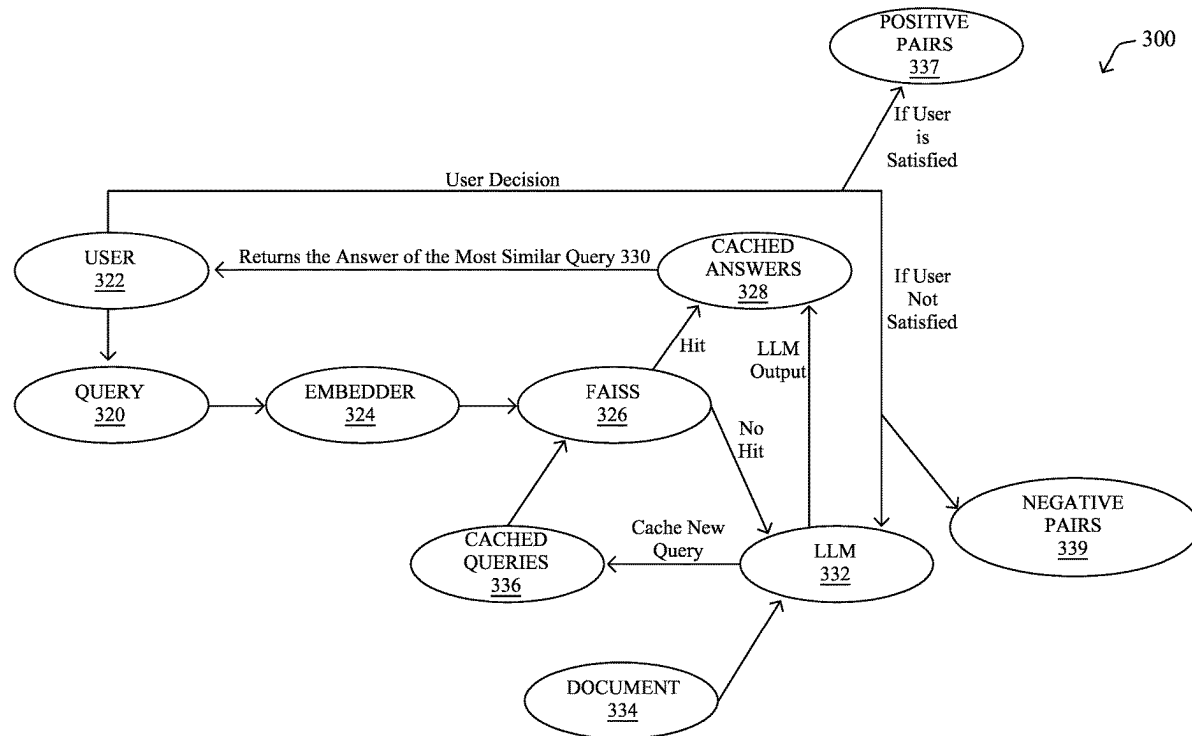 POSITIVE
PAIRS
337
300
If User
is
Satisfied
User Decision
USER
322
Returns the Answer of the Most Similar Query 330
CACHED
ANSWERS
328
If User
Not
Satisfied
Hit
LLM
Output
QUERY
320
EMBEDDER
324
FAISS
326
No
Hit
NEGATIVE
PAIRS
339
CACHED
QUERIES
336
Cache New
Query
LLM
332
DOCUMENT
334